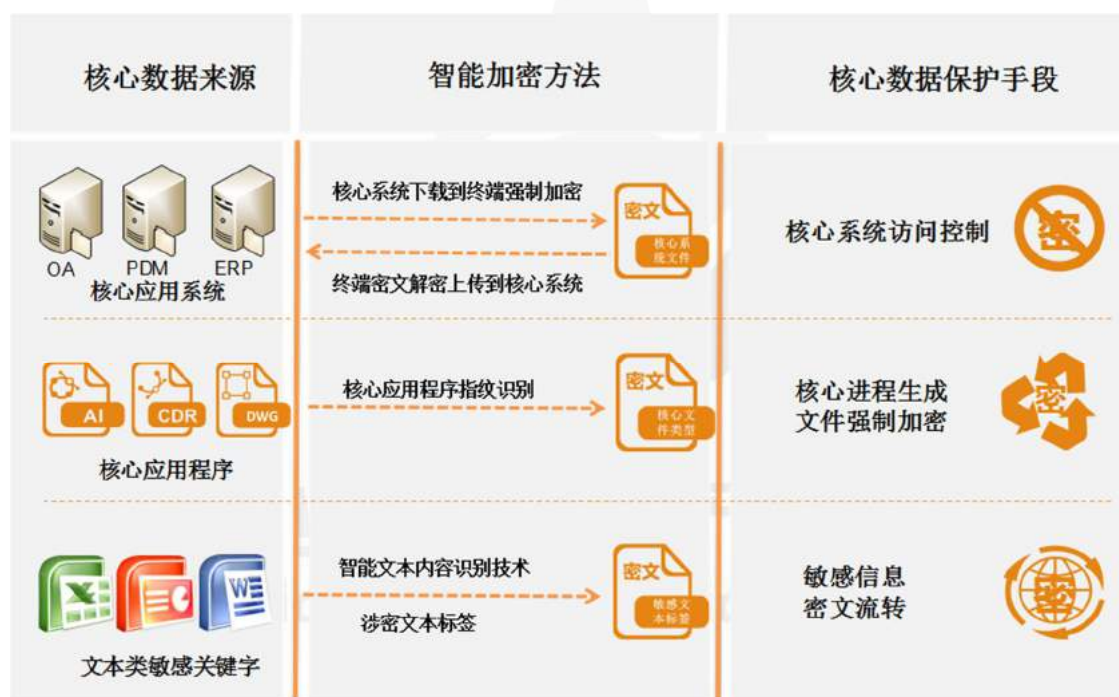 核心数据来源
智能加密方法
核心数据保护手段
OA
PDM
ERP
核心应用系统
核心系统下载到终端强制加密
终端密文解密上传到核心系统
密文
核心系
统文件
核心系统访问控制
密
AI
CDR
DWG
核心应用程序
核心应用程序指纹识别
密文
核心文
件类型
核心进程生成
文件强制加密
密
文本类敏感关键字
智能文本内容识别技术
涉密文本标签
密文
敏感文
本标签
敏感信息
密文流转
密